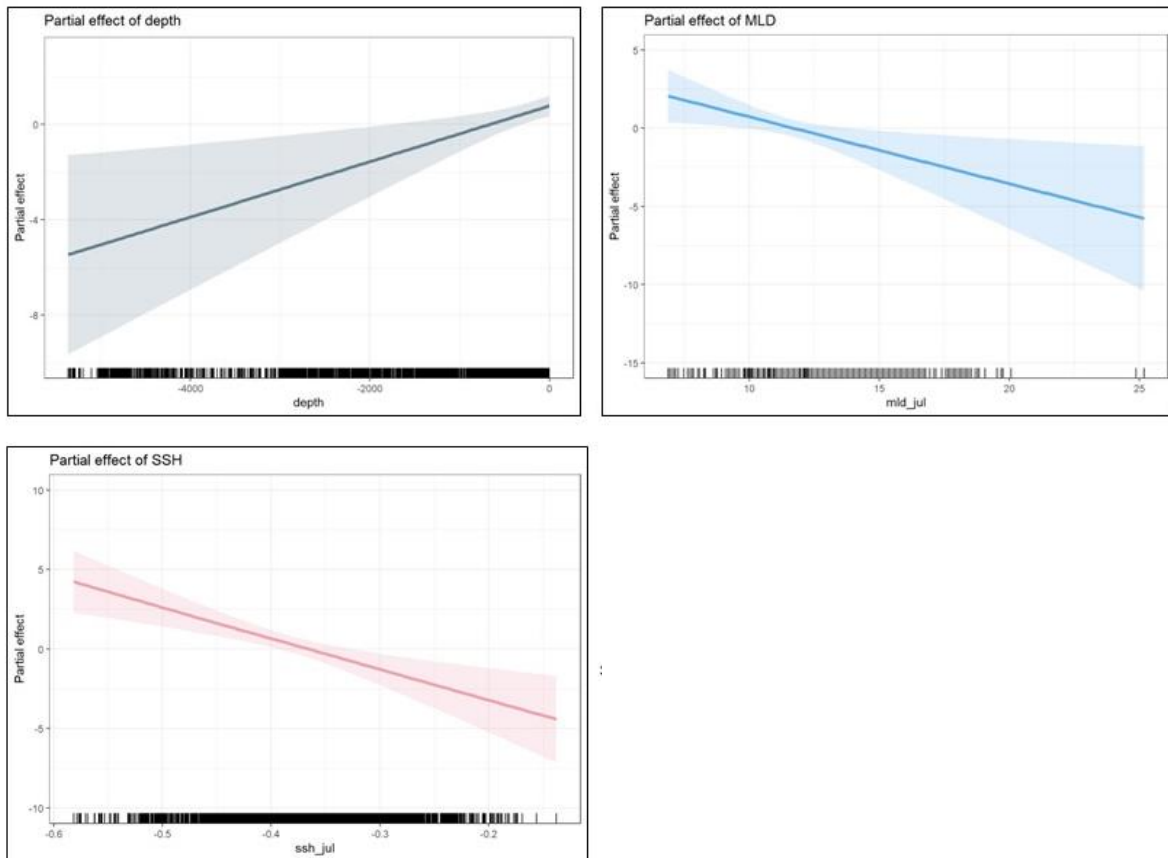 Partial effect of depth
Partial effect
0
-4
-8
-4000
-2000
0
depth
Partial effect of MLD
Partial effect
5
0
-5
-10
-15
10
15
20
25
mld_jul
Partial effect of SSH
Partial effect
10
5
0
-5
-10
-0.6
-0.5
-0.4
-0.3
-0.2
ssh_jul